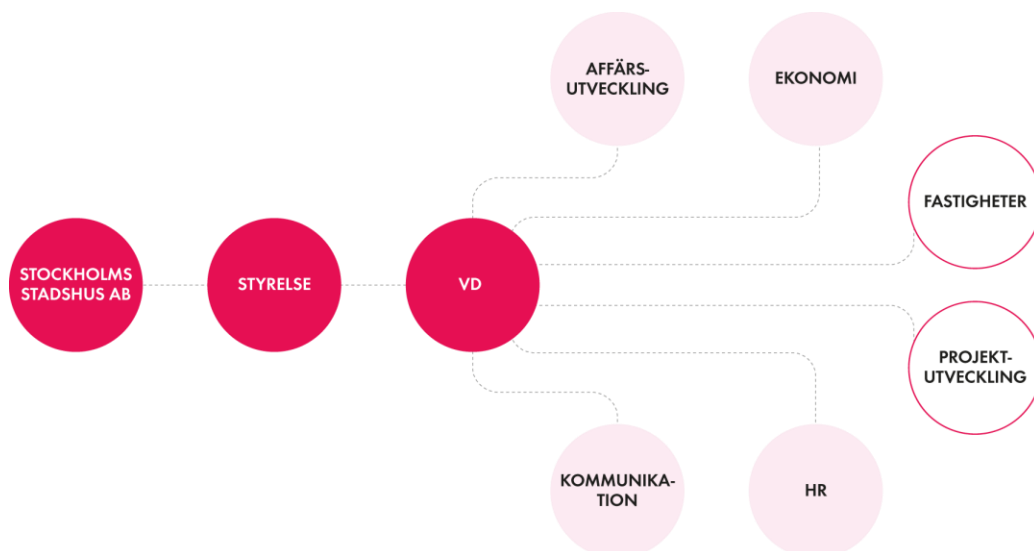 AFFÄRS-
UTVECKLING
EKONOMI
FASTIGHETER
STOCKHOLMS
STADSHUS AB
STYRELSE
VD
PROJEKT-
UTVECKLING
KOMMUNIKA-
TION
HR